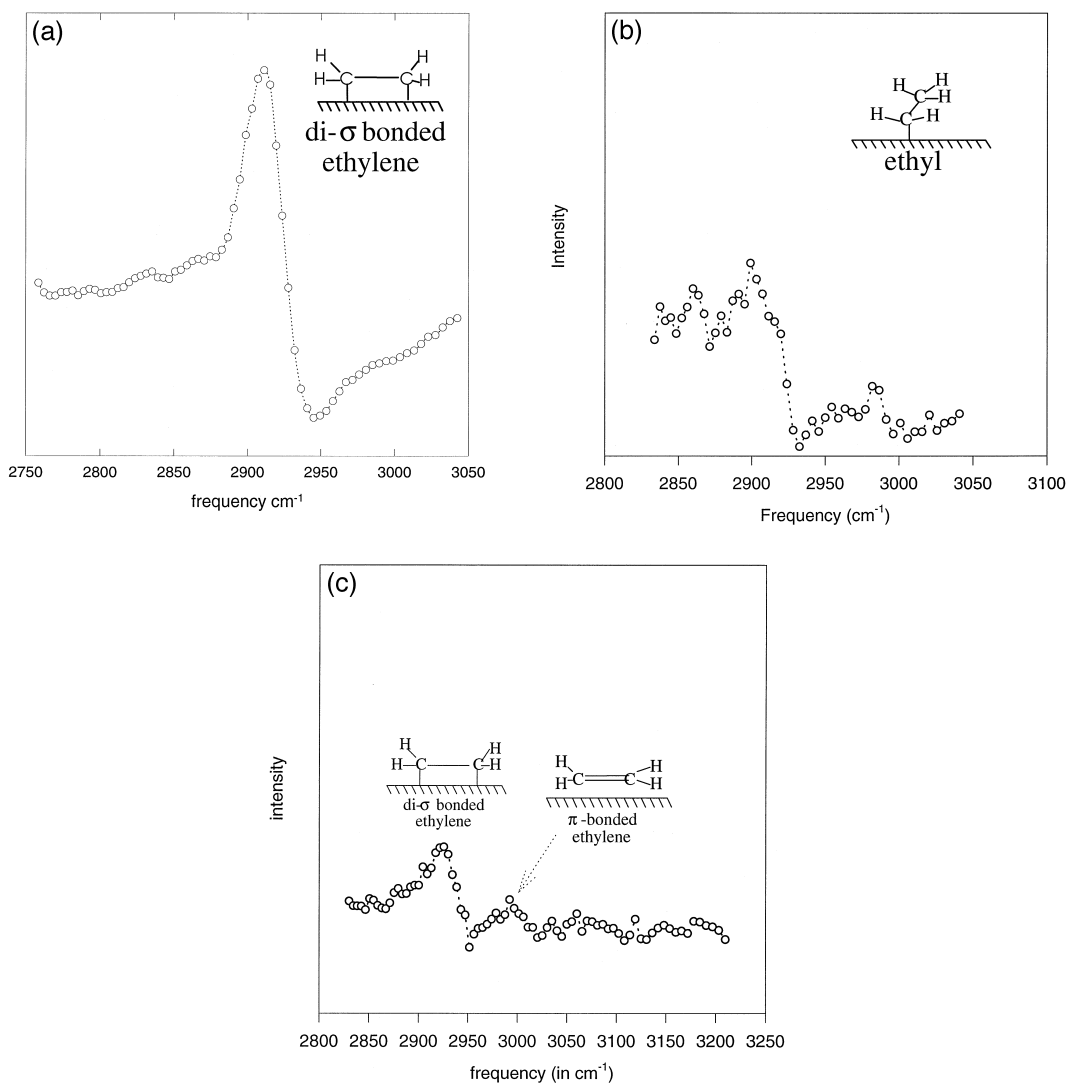 (a)
H H
H C C H
di-σ bonded
ethylene
2750 2800 2850 2900 2950 3000 3050
frequency cm-1
(b)
H H
C H
H C H
ethyl
Intensity
2800 2850 2900 2950 3000 3050 3100
Frequency (cm-1)
(c)
H H
H C C H
di-σ bonded
ethylene
H H
H C C H
π -bonded
ethylene
intensity
2800 2850 2900 2950 3000 3050 3100 3150 3200 3250
frequency (in cm-1)